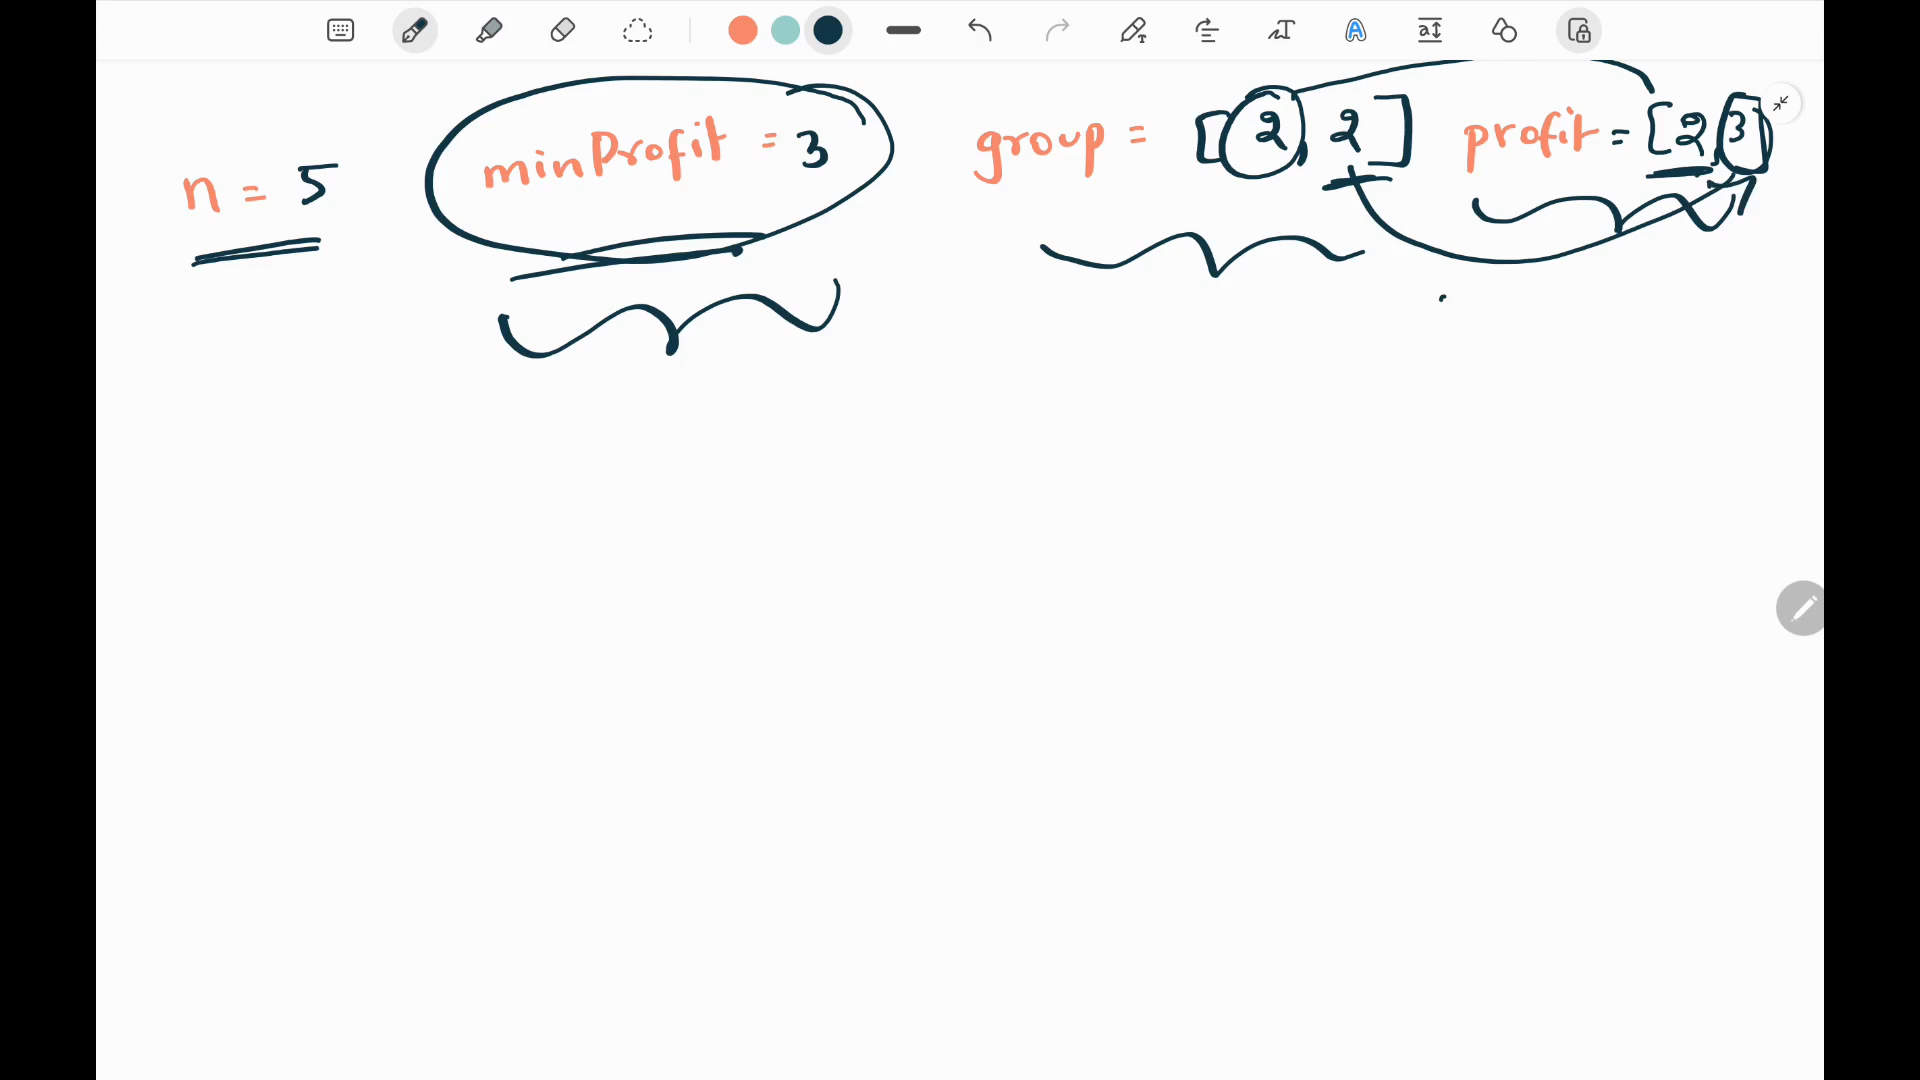 n = 5
minProfit = 3
group = [2, 2]
profit = [2, 3]